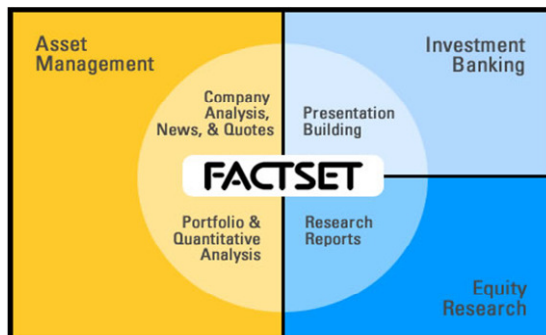 Asset
Management
Investment
Banking
Company
Analysis,
News, & Quotes
Presentation
Building
FACTSET
Portfolio &
Quantitative
Analysis
Research
Reports
Equity
Research